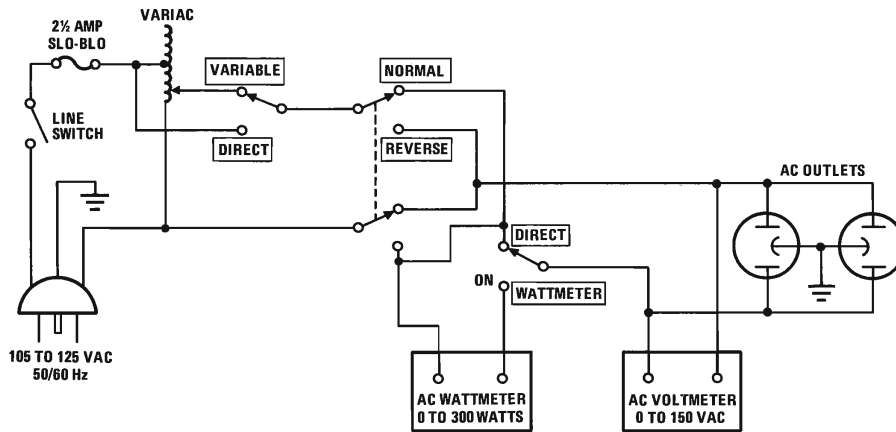 2½ AMP
SLO-BLO
VARIAC
VARIABLE
NORMAL
LINE
SWITCH
DIRECT
REVERSE
AC OUTLETS
DIRECT
ON
WATTMETER
105 TO 125 VAC
50/60 Hz
AC WATTMETER
0 TO 300 WATTS
AC VOLTMETER
0 TO 150 VAC